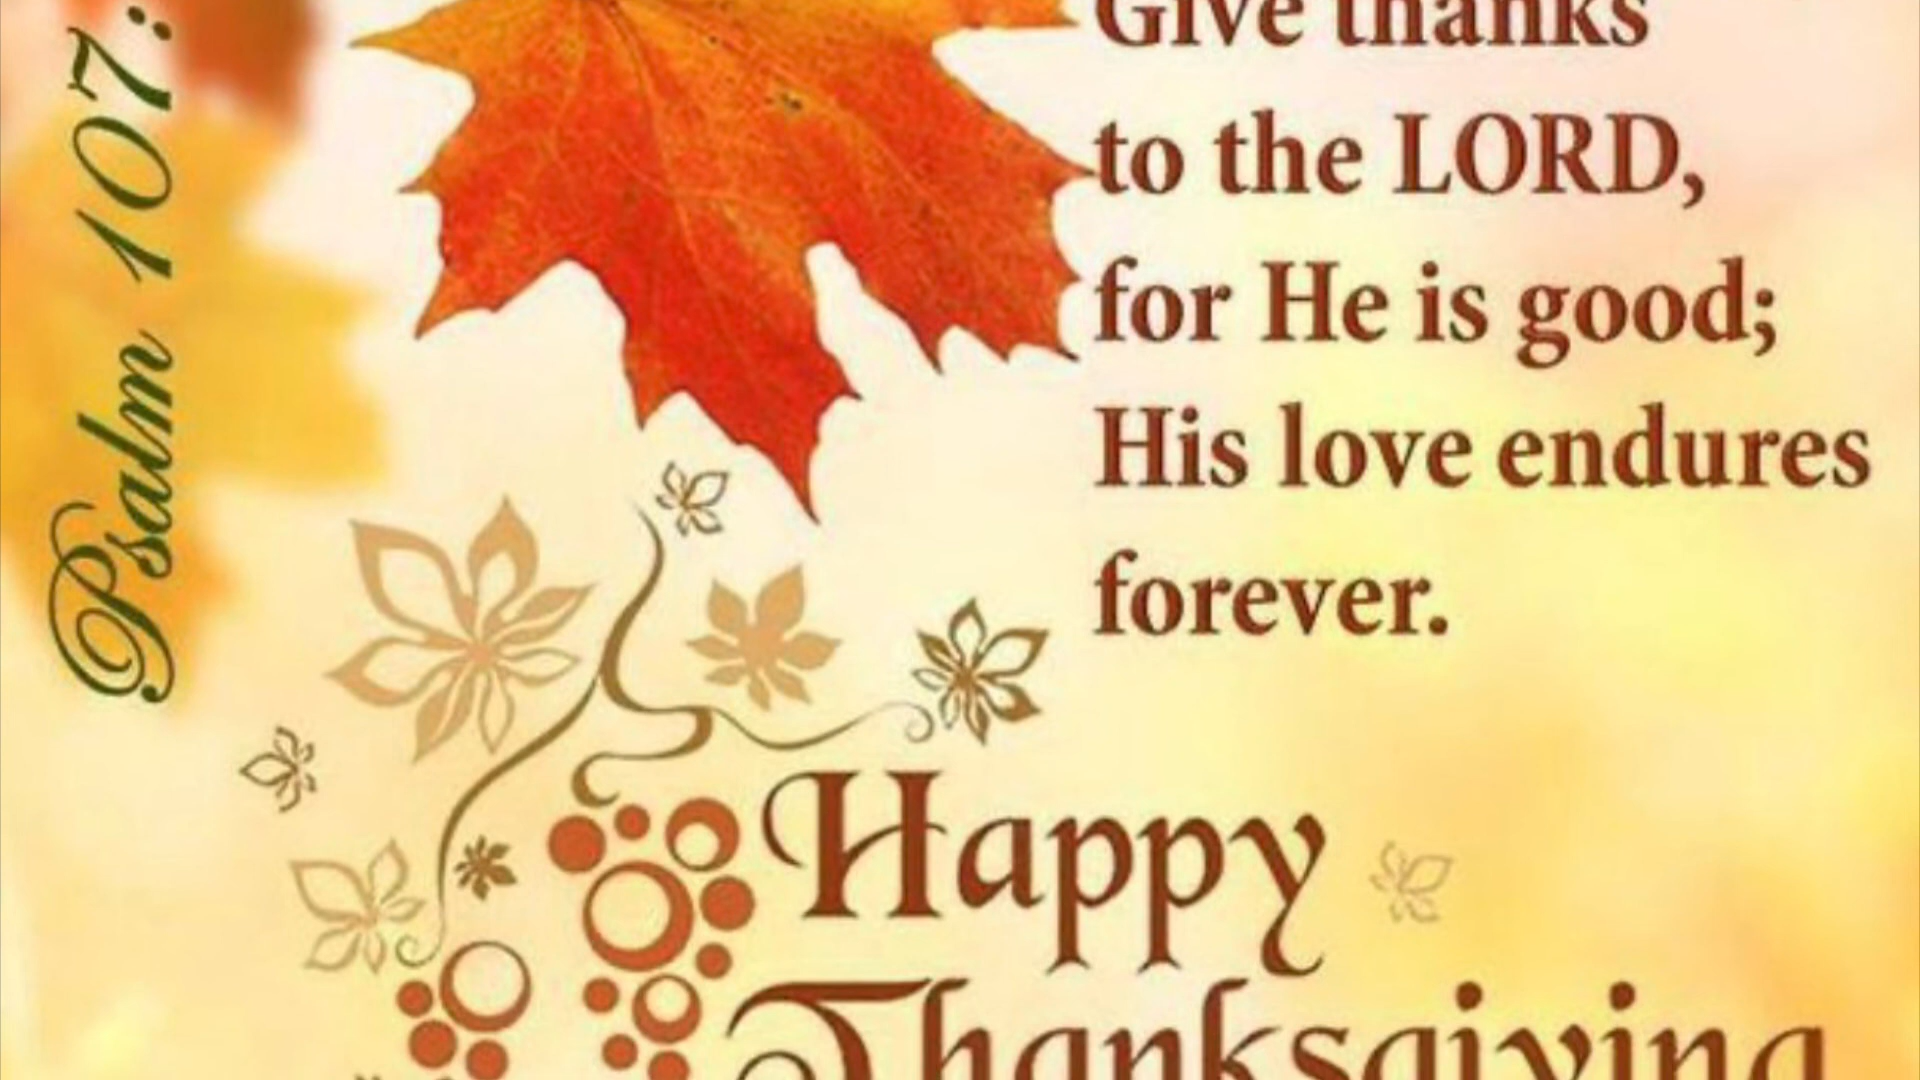 Psalm 107:
Give thanks
to the LORD,
for He is good;
His love endures
forever.
Happy
Thanksgiving